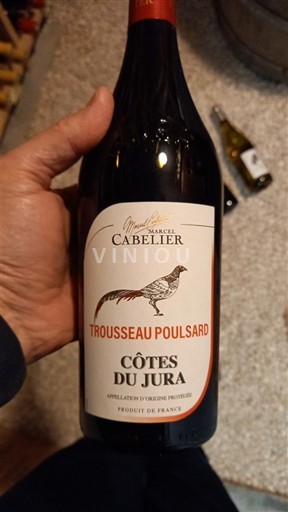 Marcel Cabelier
MARCEL
CABELIER
VINIOU
TROUSSEAU POULSARD
CÔTES
DU JURA
APPELLATION D'ORIGINE PROTÉGÉE
PRODUIT DE FRANCE